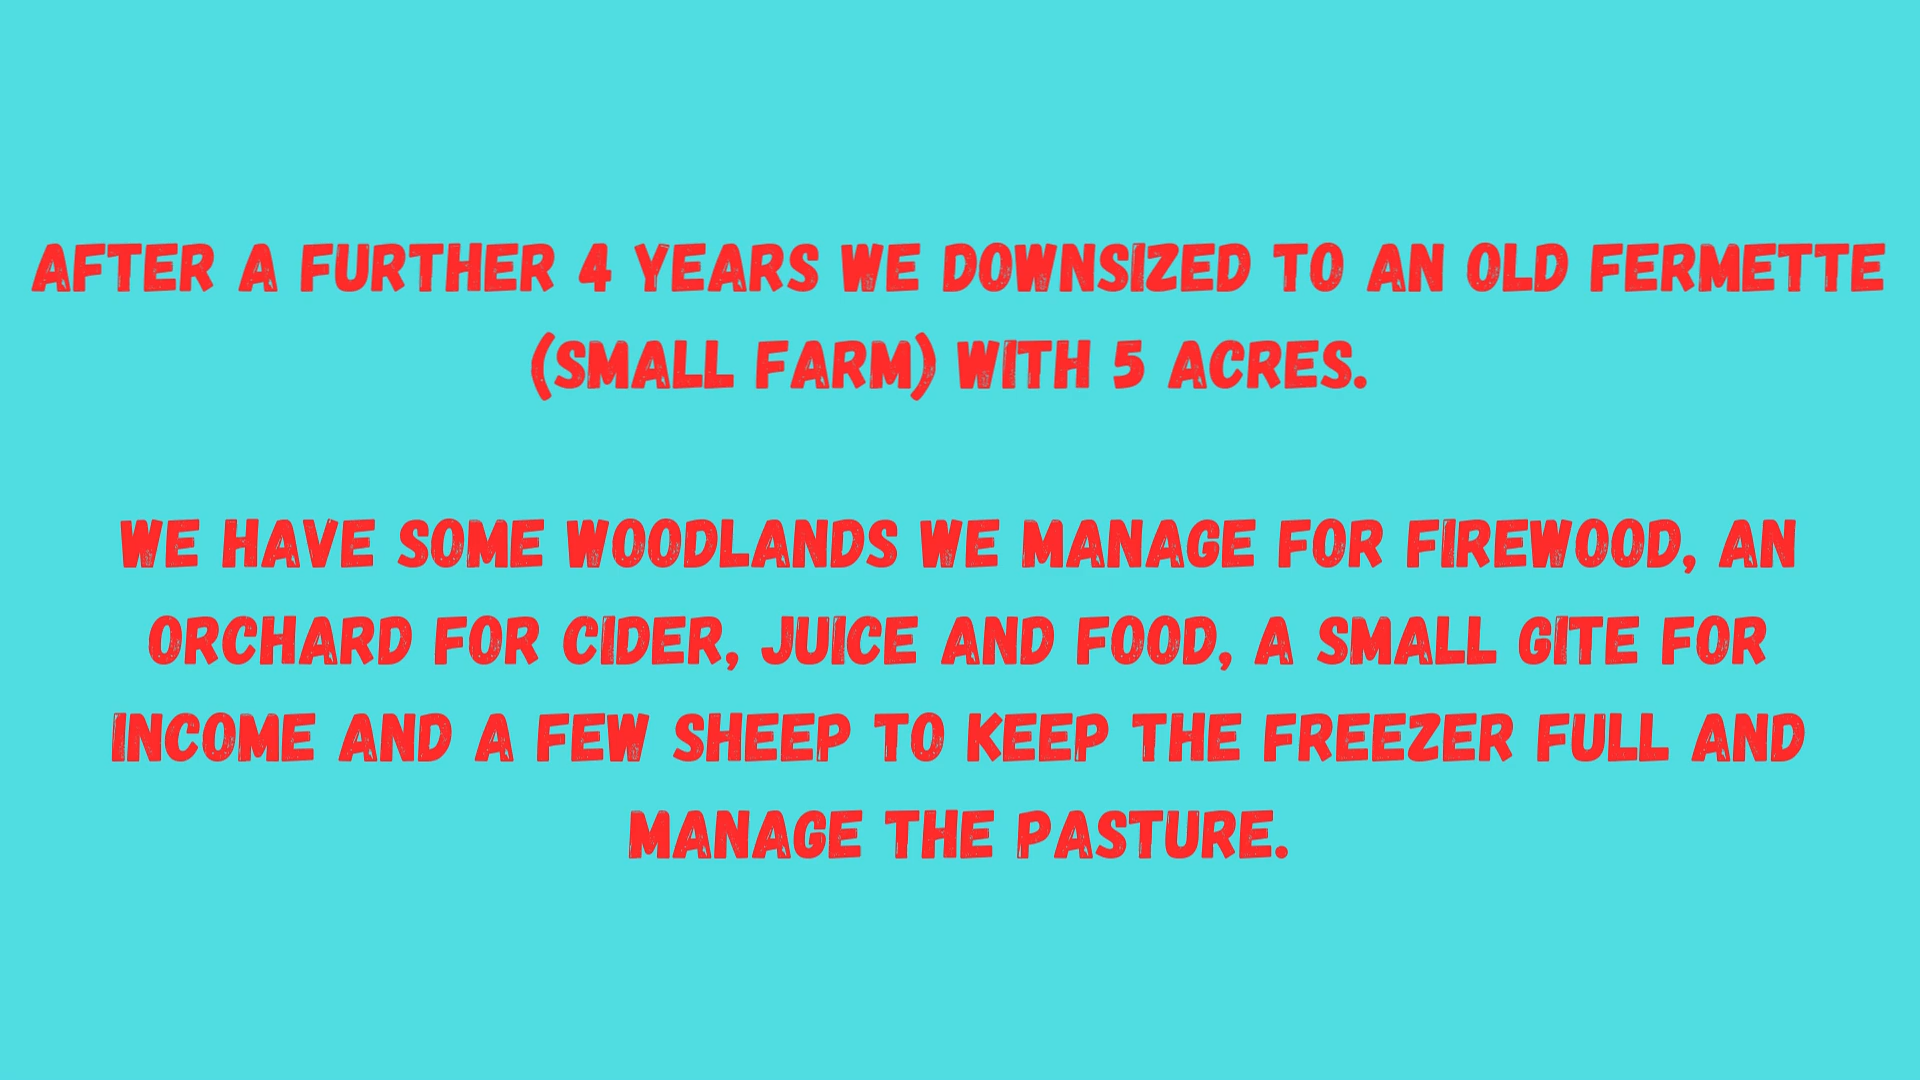 AFTER A FURTHER 4 YEARS WE DOWNSIZED TO AN OLD FERMETTE
(SMALL FARM) WITH 5 ACRES.
WE HAVE SOME WOODLANDS WE MANAGE FOR FIREWOOD, AN
ORCHARD FOR CIDER, JUICE AND FOOD, A SMALL GITE FOR
INCOME AND A FEW SHEEP TO KEEP THE FREEZER FULL AND
MANAGE THE PASTURE.